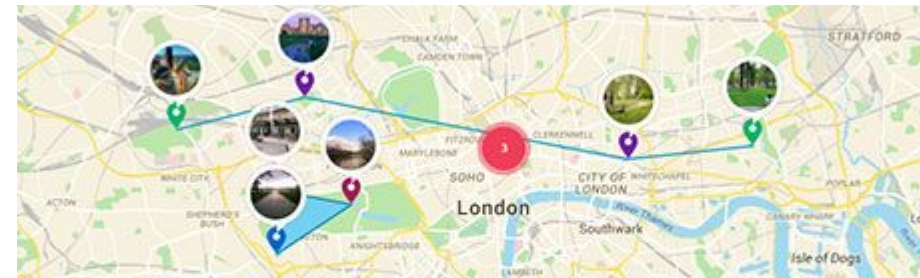 STRATFORD
CHALK FARM
CAMDEN TOWN
CLERKENWELL
3
MARYLEBONE
SOHO
CITY OF
LONDON
WHITECHAPEL
WHITE CITY
POPLAR
ACTON
London
SHEPHERD'S
BUSH
River Thames
CANARY WHARF
Southwark
KNIGHTSBRIDGE
Isle of Dogs
LAMBETH